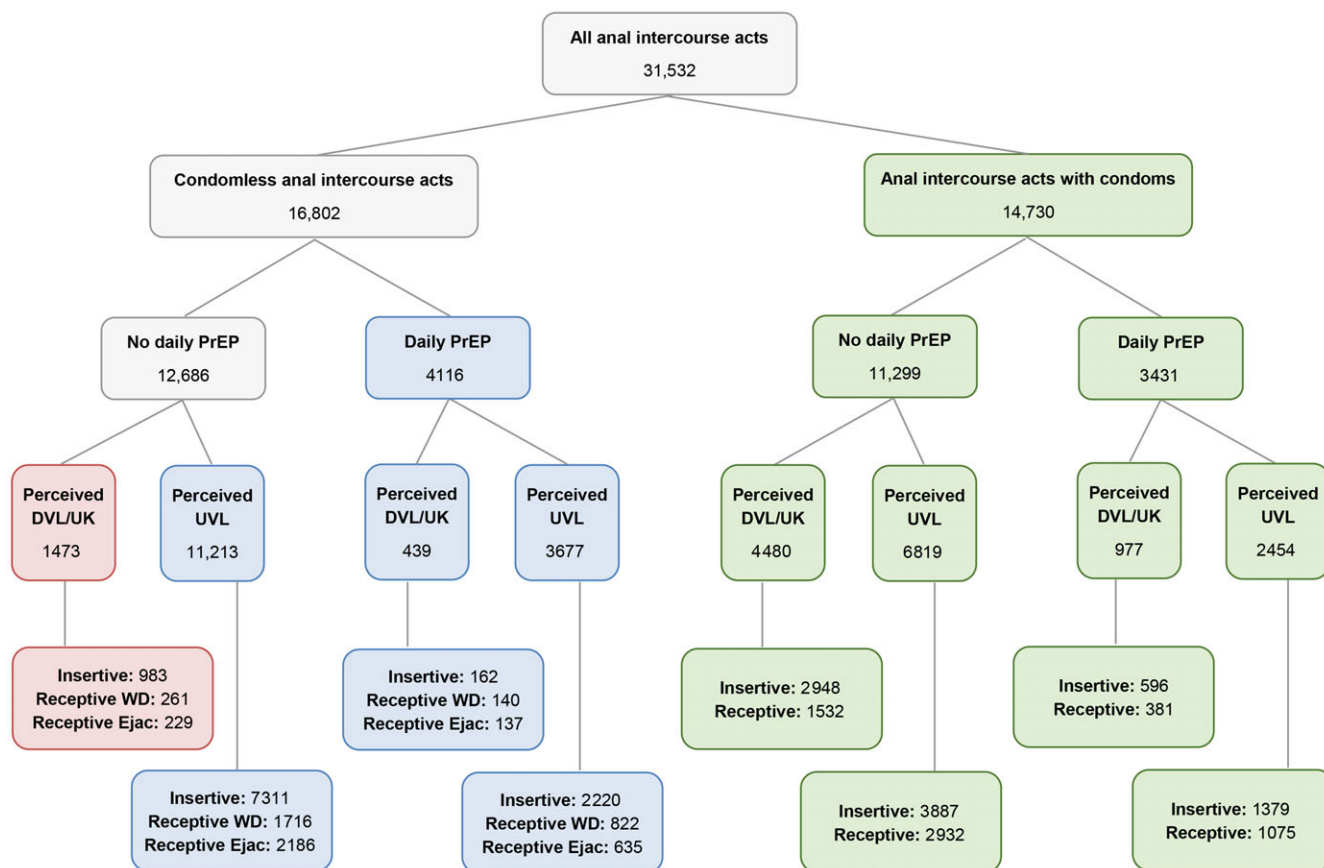 All anal intercourse acts
31,532
Condomless anal intercourse acts
16,802
Anal intercourse acts with condoms
14,730
No daily PrEP
12,686
Daily PrEP
4116
No daily PrEP
11,299
Daily PrEP
3431
Perceived
DVL/UK
1473
Perceived
UVL
11,213
Perceived
DVL/UK
439
Perceived
UVL
3677
Perceived
DVL/UK
4480
Perceived
UVL
6819
Perceived
DVL/UK
977
Perceived
UVL
2454
Insertive: 983
Receptive WD: 261
Receptive Ejac: 229
Insertive: 162
Receptive WD: 140
Receptive Ejac: 137
Insertive: 2948
Receptive: 1532
Insertive: 596
Receptive: 381
Insertive: 7311
Receptive WD: 1716
Receptive Ejac: 2186
Insertive: 2220
Receptive WD: 822
Receptive Ejac: 635
Insertive: 3887
Receptive: 2932
Insertive: 1379
Receptive: 1075